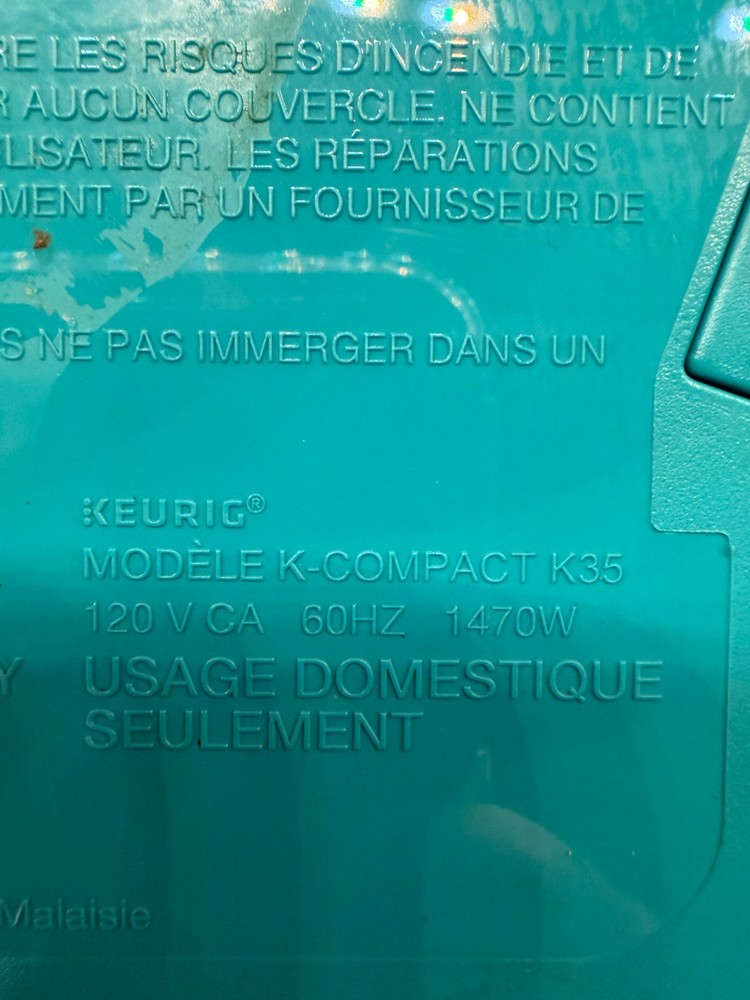 RE LES RISQUES D'INCENDIE ET DE
R AUCUN COUVERCLE. NE CONTIENT
LISATEUR. LES RÉPARATIONS
MENT PAR UN FOURNISSEUR DE
S NE PAS IMMERGER DANS UN
KEURIG®
MODÈLE K-COMPACT K35
120 V CA 60HZ 1470W
Y USAGE DOMESTIQUE
SEULEMENT
Malaisie